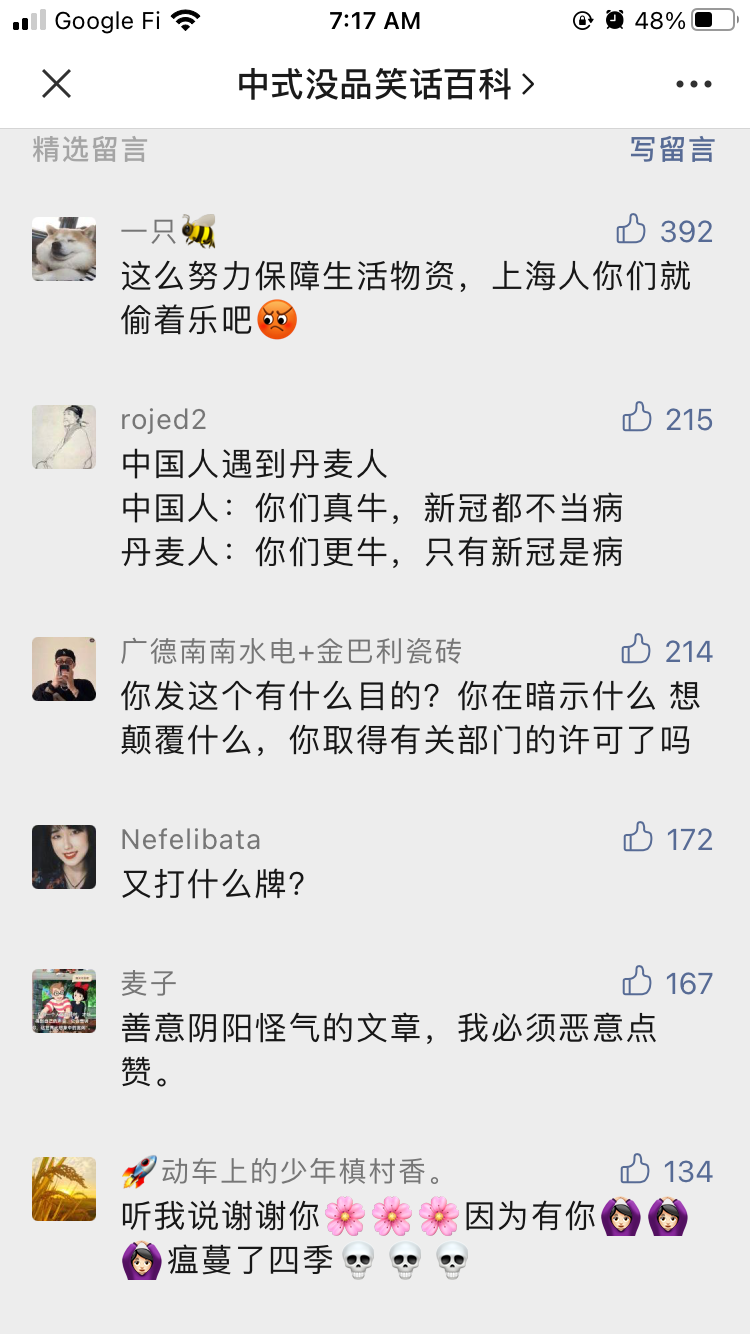 Google Fi 7:17 AM 48%
中式没品笑话百科
精选留言 写留言
一只🐝 392
这么努力保障生活物资，上海人你们就
偷着乐吧😡
rojed2 215
中国人遇到丹麦人
中国人：你们真牛，新冠都不当病
丹麦人：你们更牛，只有新冠是病
广德南南水电+金巴利瓷砖 214
你发这个有什么目的？你在暗示什么 想
颠覆什么，你取得有关部门的许可了吗
Nefelibata 172
又打什么牌？
麦子 167
善意阴阳怪气的文章，我必须恶意点
赞。
🚀动车上的少年槙村香。 134
听我说谢谢你🌸🌸🌸因为有你🙆🏻‍♀️🙆🏻‍♀️
🙆🏻‍♀️瘟蔓了四季💀💀💀